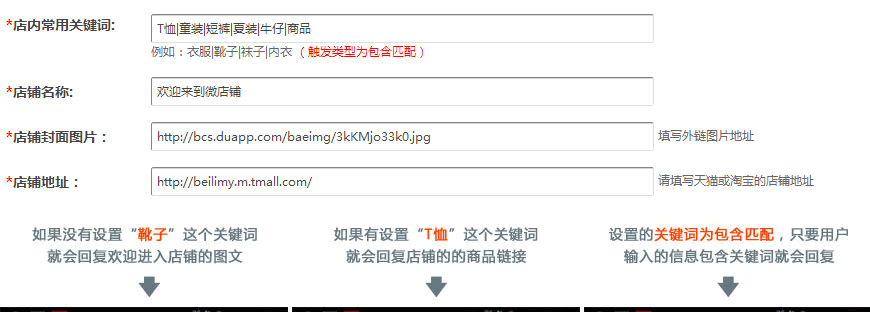 *店内常用关键词:
T恤|童装|短裤|夏装|牛仔|商品
例如：衣服|靴子|袜子|内衣（触发类型为包含匹配）
*店铺名称:
欢迎来到微店铺
*店铺封面图片：
http://bcs.duapp.com/baeimg/3kKMjo33k0.jpg
填写外链图片地址
*店铺地址：
http://beilimy.m.tmall.com/
请填写天猫或淘宝的店铺地址
如果没有设置“靴子”这个关键词
就会回复欢迎进入店铺的图文
如果有设置“T恤”这个关键词
就会回复店铺的的商品链接
设置的关键词为包含匹配，只要用户
输入的信息包含关键词就会回复